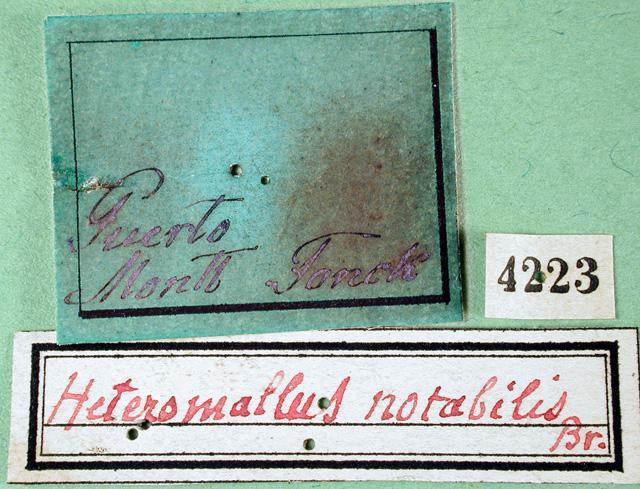 Puerto
Montt Fonck
4223
Heteromallus notabilis
Br.